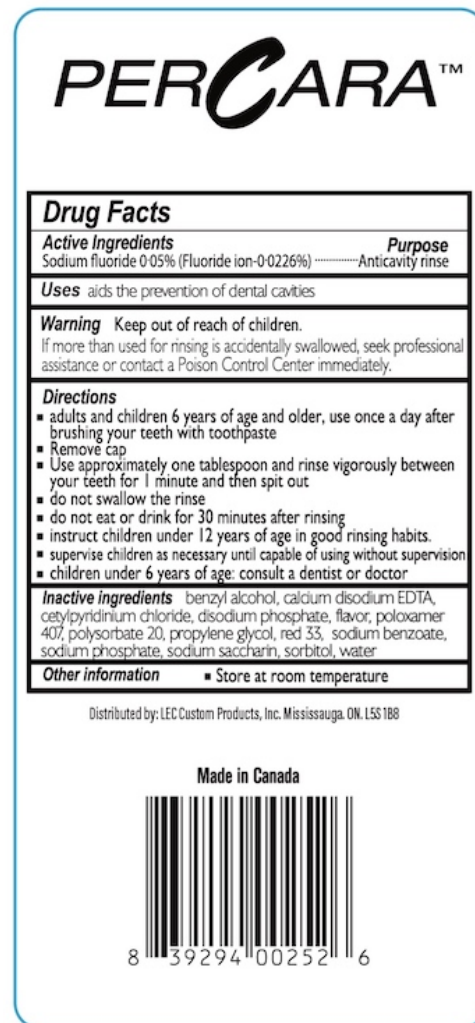 PERCARA™
Drug Facts
Active Ingredients Purpose
Sodium fluoride 0·05% (Fluoride ion-0·0226%) ·············· Anticavity rinse
Uses aids the prevention of dental cavities
Warning Keep out of reach of children.
If more than used for rinsing is accidentally swallowed, seek professional
assistance or contact a Poison Control Center immediately.
Directions
▪ adults and children 6 years of age and older, use once a day after
brushing your teeth with toothpaste
▪ Remove cap
▪ Use approximately one tablespoon and rinse vigorously between
your teeth for 1 minute and then spit out
▪ do not swallow the rinse
▪ do not eat or drink for 30 minutes after rinsing
▪ instruct children under 12 years of age in good rinsing habits.
▪ supervise children as necessary until capable of using without supervision
▪ children under 6 years of age: consult a dentist or doctor
Inactive ingredients benzyl alcohol, calcium disodium EDTA,
cetylpyridinium chloride, disodium phosphate, flavor, poloxamer
407, polysorbate 20, propylene glycol, red 33, sodium benzoate,
sodium phosphate, sodium saccharin, sorbitol, water
Other information ▪ Store at room temperature
Distributed by: LEC Custom Products, Inc. Mississauga. ON. L5S 1B8
Made in Canada
8 39294 00252 6